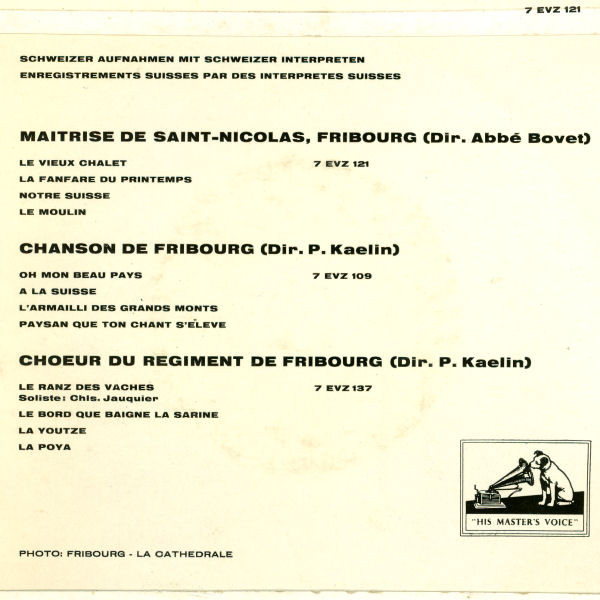 7 EVZ 121
SCHWEIZER AUFNAHMEN MIT SCHWEIZER INTERPRETEN
ENREGISTREMENTS SUISSES PAR DES INTERPRETES SUISSES
MAITRISE DE SAINT-NICOLAS, FRIBOURG (Dir. Abbé Bovet)
LE VIEUX CHALET 7 EVZ 121
LA FANFARE DU PRINTEMPS
NOTRE SUISSE
LE MOULIN
CHANSON DE FRIBOURG (Dir. P. Kaelin)
OH MON BEAU PAYS 7 EVZ 109
A LA SUISSE
L'ARMAILLI DES GRANDS MONTS
PAYSAN QUE TON CHANT S'ELEVE
CHOEUR DU REGIMENT DE FRIBOURG (Dir. P. Kaelin)
LE RANZ DES VACHES 7 EVZ 137
Soliste: Chls. Jauquier
LE BORD QUE BAIGNE LA SARINE
LA YOUTZE
LA POYA
"HIS MASTER'S VOICE"
PHOTO: FRIBOURG - LA CATHEDRALE